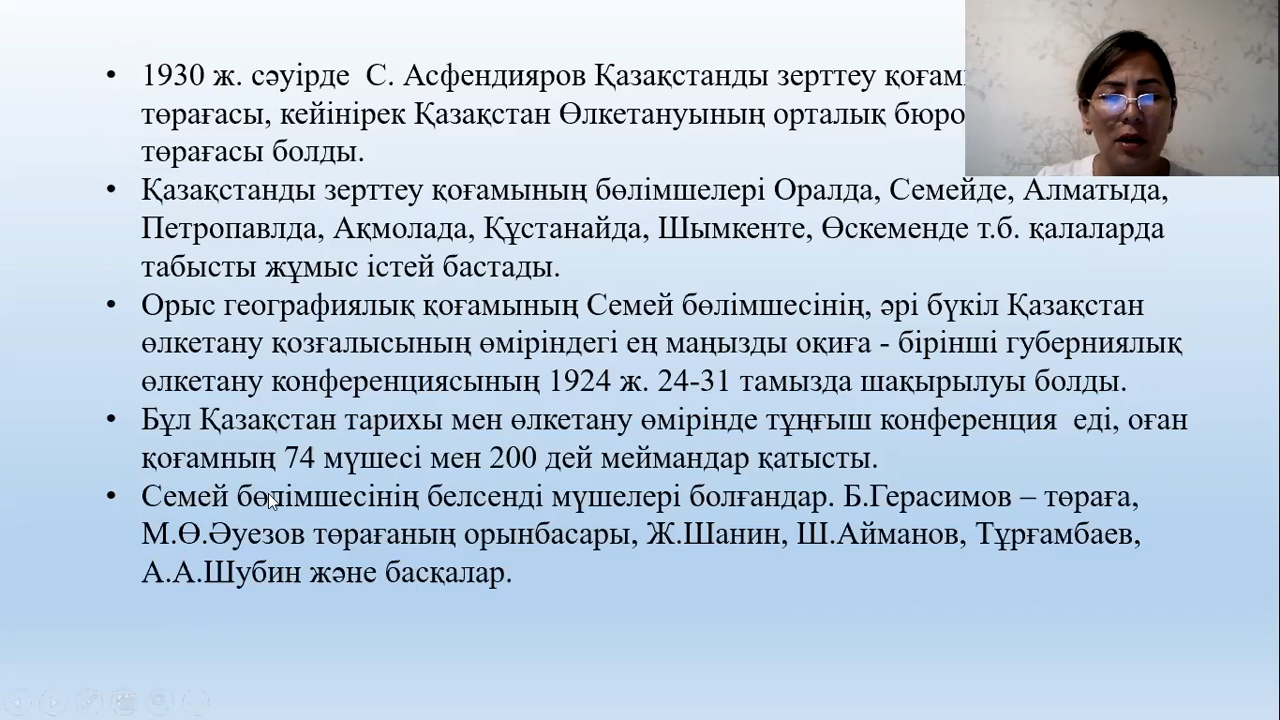 • 1930 ж. сәуірде С. Асфендияров Қазақстанды зерттеу
төрағасы, кейінірек Қазақстан Өлкетануының орталық
төрағасы болды.
• Қазақстанды зерттеу қоғамының бөлімшелері Оралда, Семейде, Алматыда,
Петропавлда, Ақмолада, Құстанайда, Шымкенте, Өскеменде т.б. қалаларда
табысты жұмыс істей бастады.
• Орыс географиялық қоғамының Семей бөлімшесінің, әрі бүкіл Қазақстан
өлкетану қозғалысының өміріндегі ең маңызды оқиға - бірінші губерниялық
өлкетану конференциясының 1924 ж. 24-31 тамызда шақырылуы болды.
• Бұл Қазақстан тарихы мен өлкетану өмірінде тұңғыш конференция еді, оған
қоғамның 74 мүшесі мен 200 дей меймандар қатысты.
• Семей бөлімшесінің белсенді мүшелері болғандар. Б.Герасимов – төраға,
М.Ө.Әуезов төрағаның орынбасары, Ж.Шанин, Ш.Айманов, Тұрғамбаев,
А.А.Шубин және басқалар.